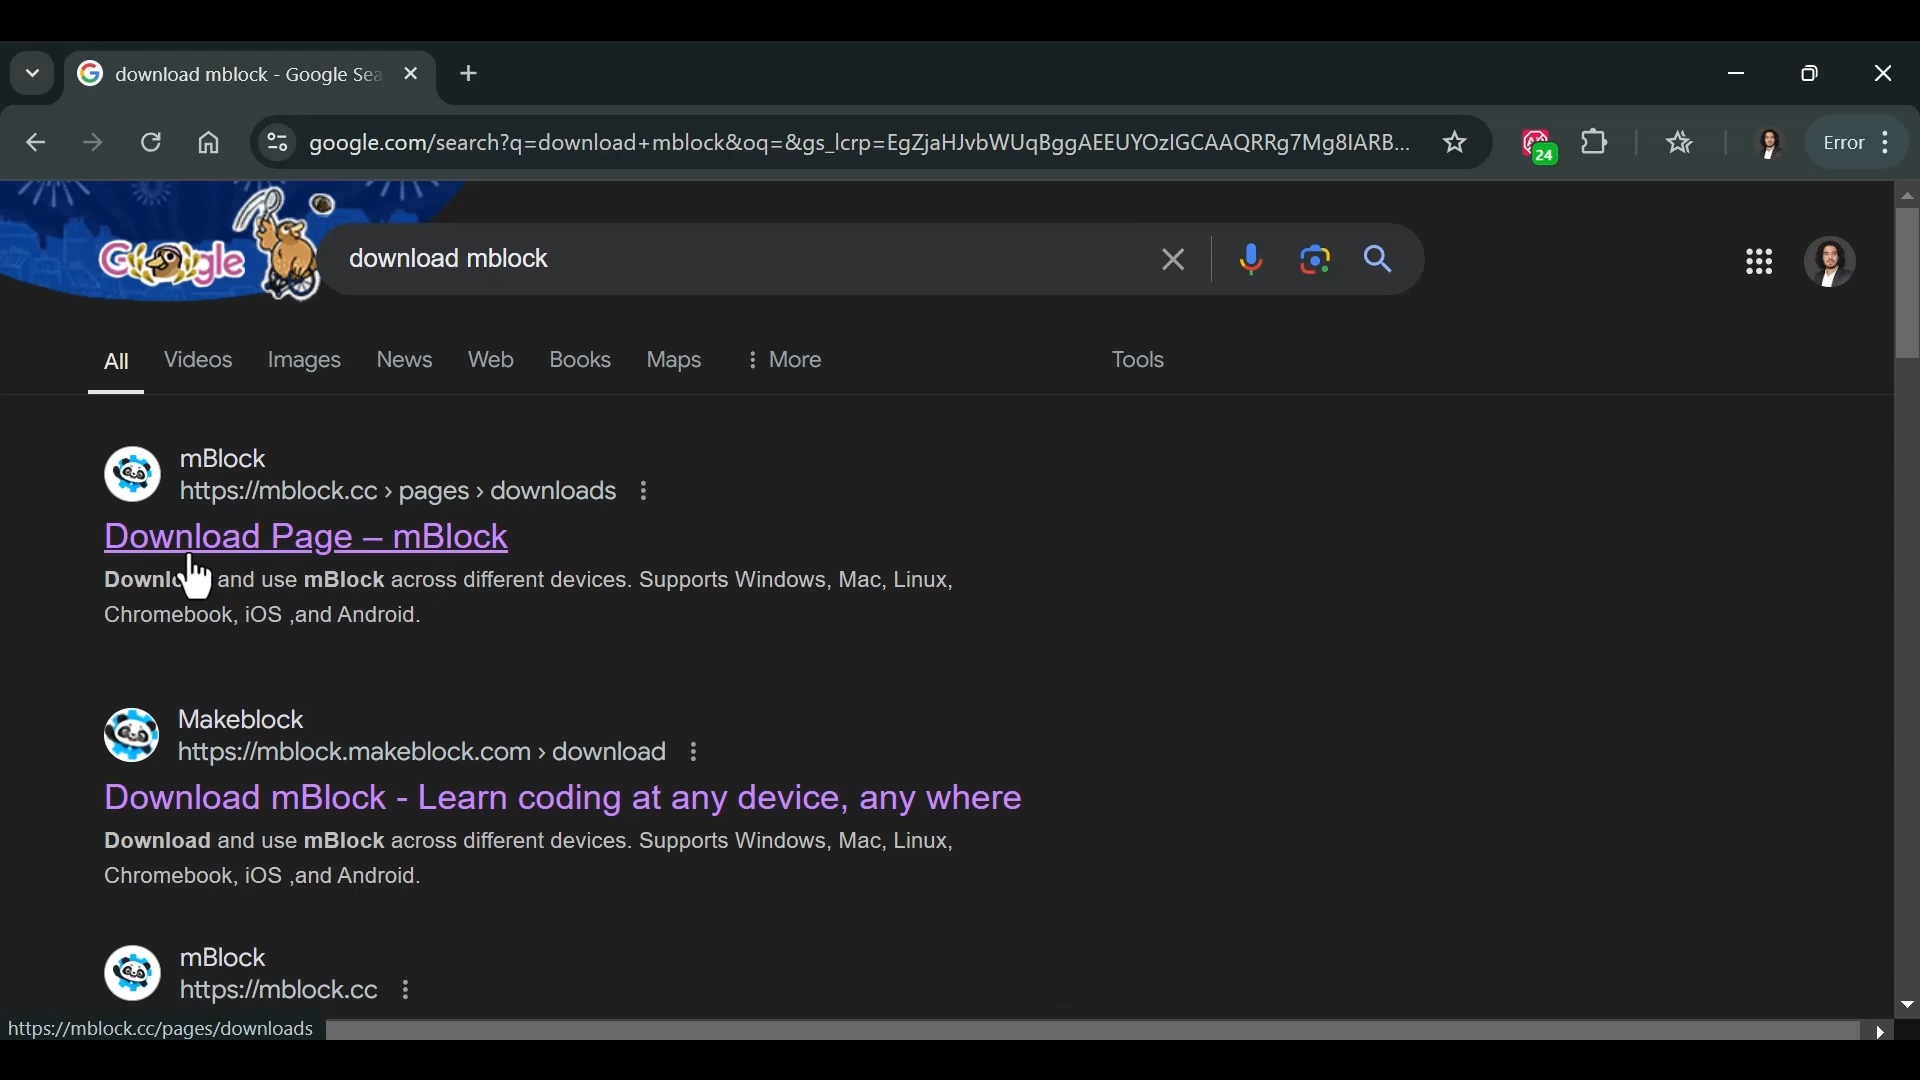 download mblock - Google Sea
google.com/search?q=download+mblock&oq=&gs_lcrp=EgZjaHJvbWUqBggAEEUYOzIGCAAQRRg7Mg8IARB...
24
Error
Google
download mblock
All Videos Images News Web Books Maps More Tools
mBlock
https://mblock.cc › pages › downloads
Download Page – mBlock
and use mBlock across different devices. Supports Windows, Mac, Linux,
Chromebook, iOS ,and Android.
Makeblock
https://mblock.makeblock.com › download
Download mBlock - Learn coding at any device, any where
Download and use mBlock across different devices. Supports Windows, Mac, Linux,
Chromebook, iOS ,and Android.
mBlock
https://mblock.cc
https://mblock.cc/pages/downloads